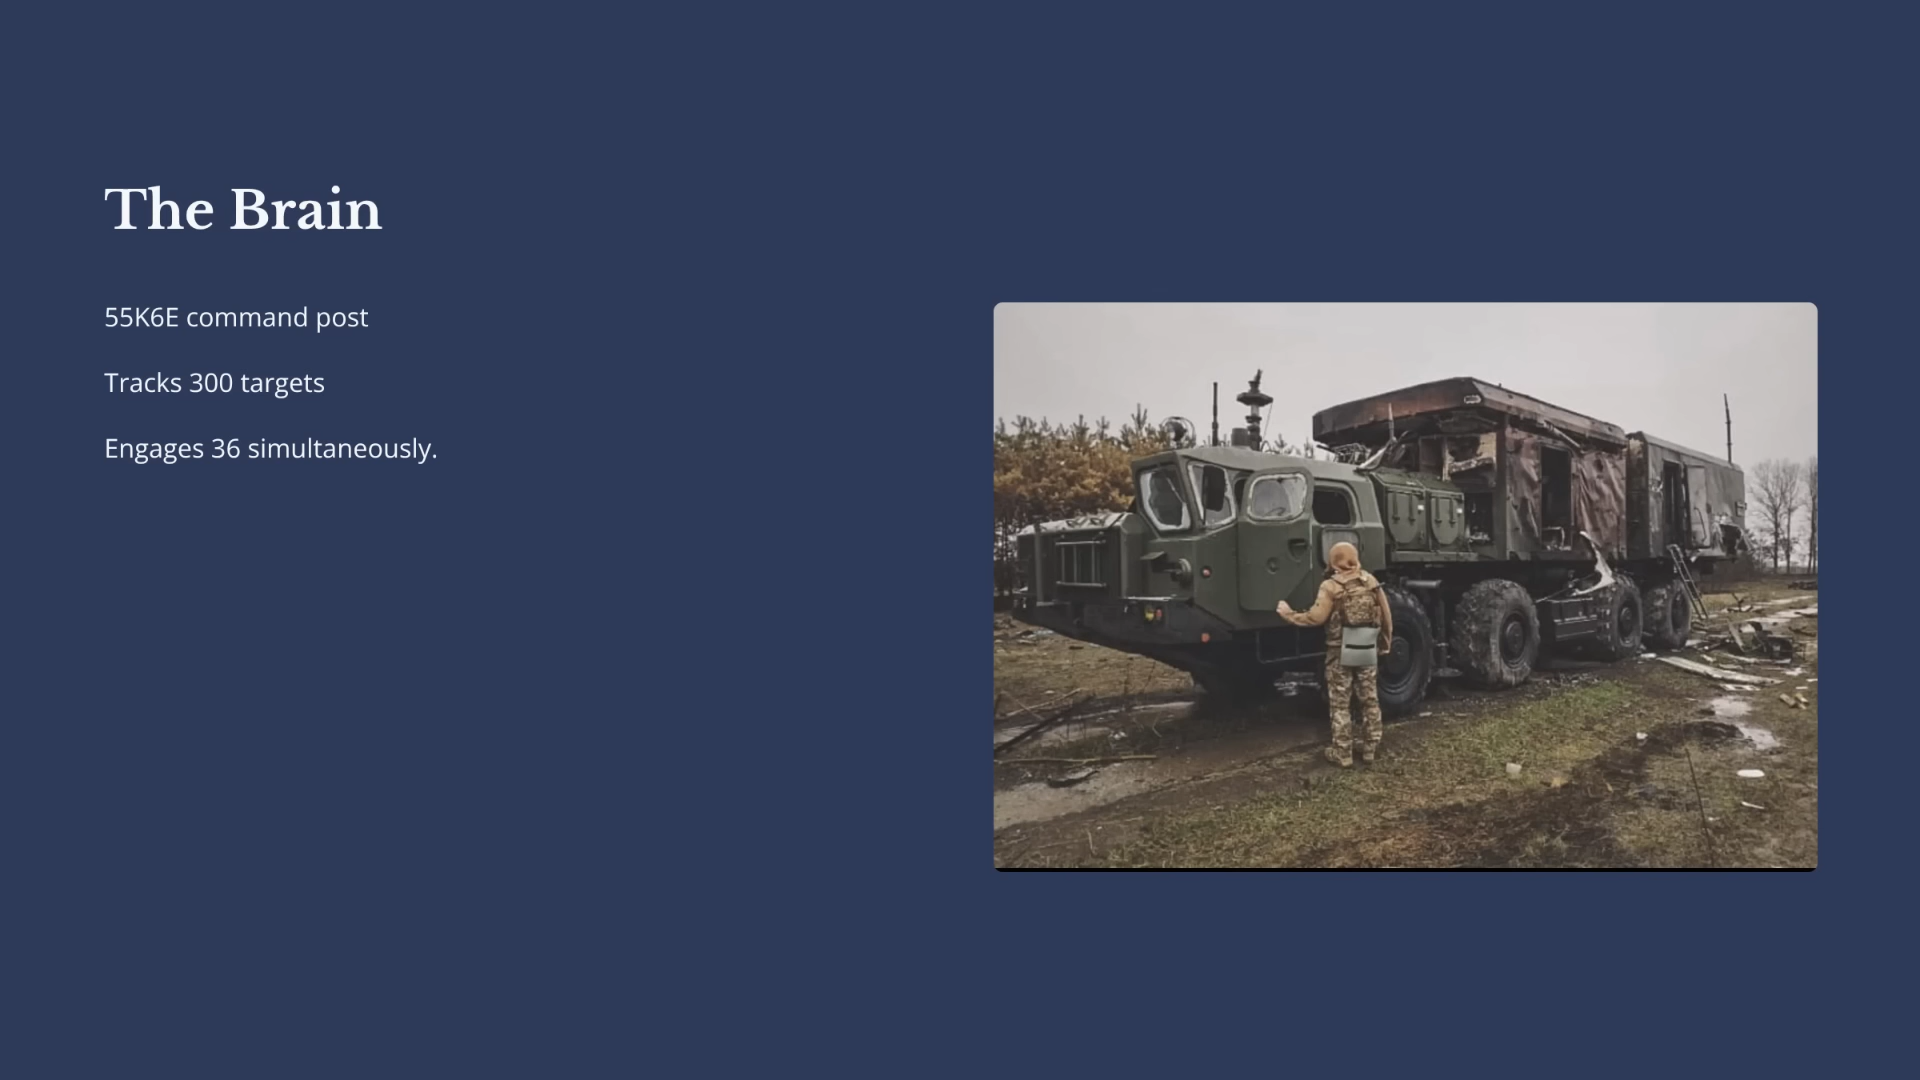 The Brain
55K6E command post
Tracks 300 targets
Engages 36 simultaneously.